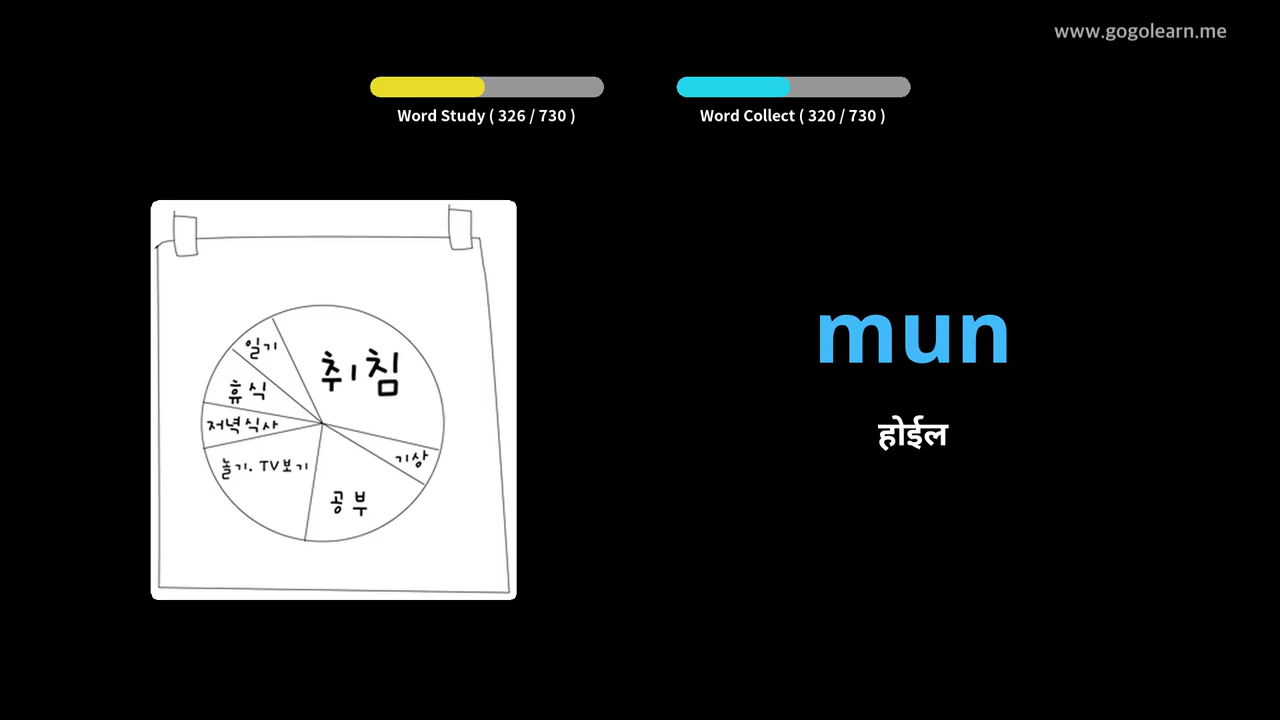 www.gogolearn.me
Word Study ( 326 / 730 )
Word Collect ( 320 / 730 )
일기
취침
휴식
저녁식사
놀기. TV보기
기상
공부
mun
होईल